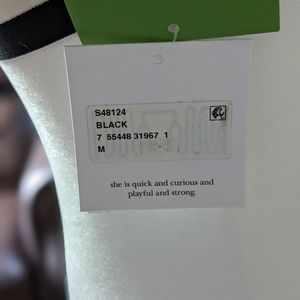 S48124
BLACK
7 55448 31967 1
M
she is quick and curious and
playful and strong.